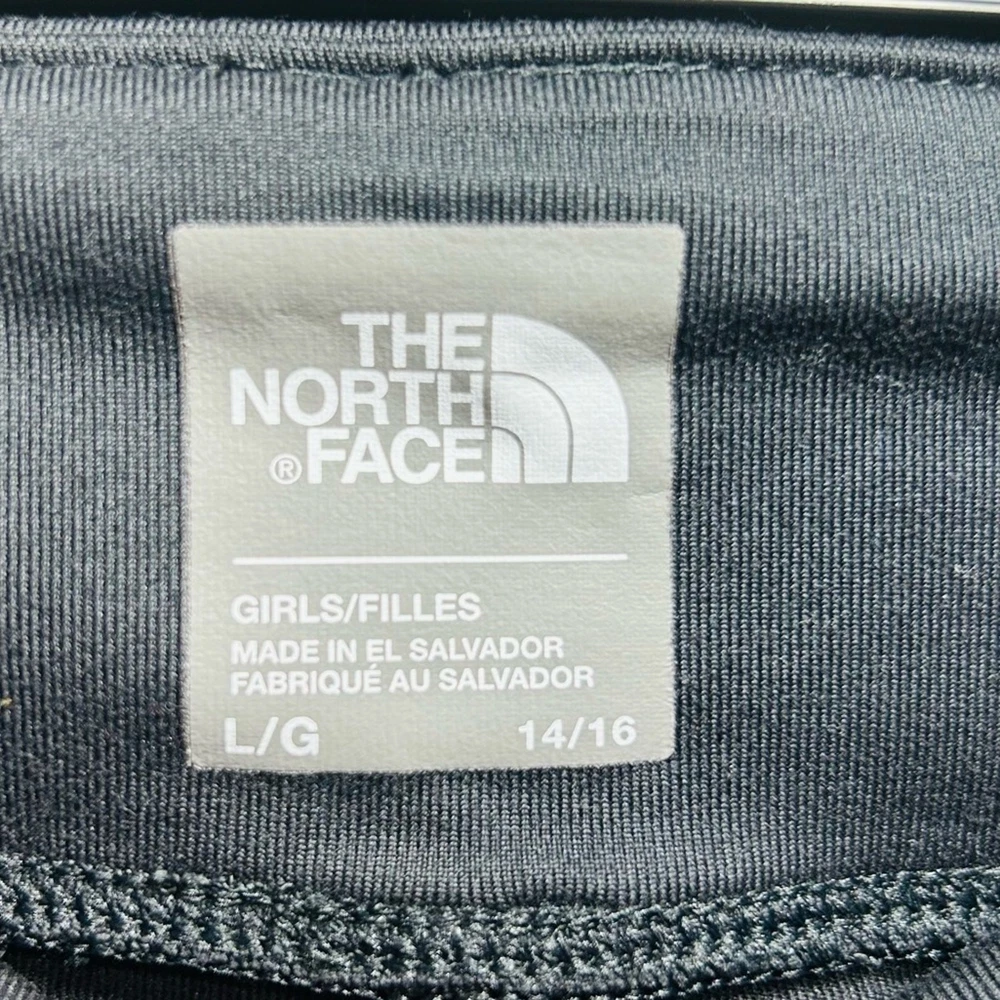 THE
NORTH
®FACE
GIRLS/FILLES
MADE IN EL SALVADOR
FABRIQUÉ AU SALVADOR
L/G 14/16